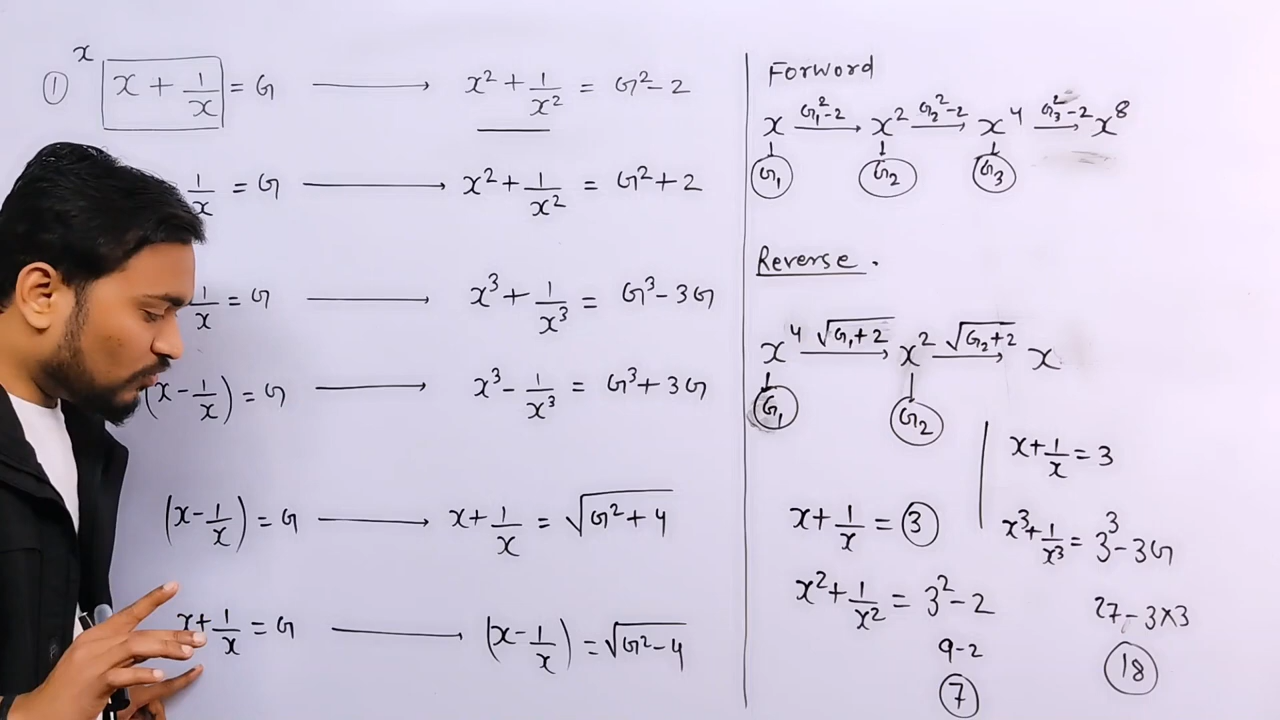 ① x
x + 1/x = G ⟶ x² + 1/x² = G² - 2
1/x = G ⟶ x² + 1/x² = G² + 2
1/x = G ⟶ x³ + 1/x³ = G³ - 3G
(x - 1/x) = G ⟶ x³ - 1/x³ = G³ + 3G
(x - 1/x) = G ⟶ x + 1/x = √(G² + 4)
x + 1/x = G ⟶ (x - 1/x) = √(G² - 4)
Forword
x —G₁²-2→ x² —G₂²-2→ x⁴ —G₃²-2→ x⁸
G₁ G₂ G₃
Reverse.
x⁴ —√(G₁+2)→ x² —√(G₂+2)→ x
G₁ G₂
x + 1/x = 3
x² + 1/x² = 3² - 2
9 - 2
7
x + 1/x = 3
x³ + 1/x³ = 3³ - 3G
27 - 3×3
18